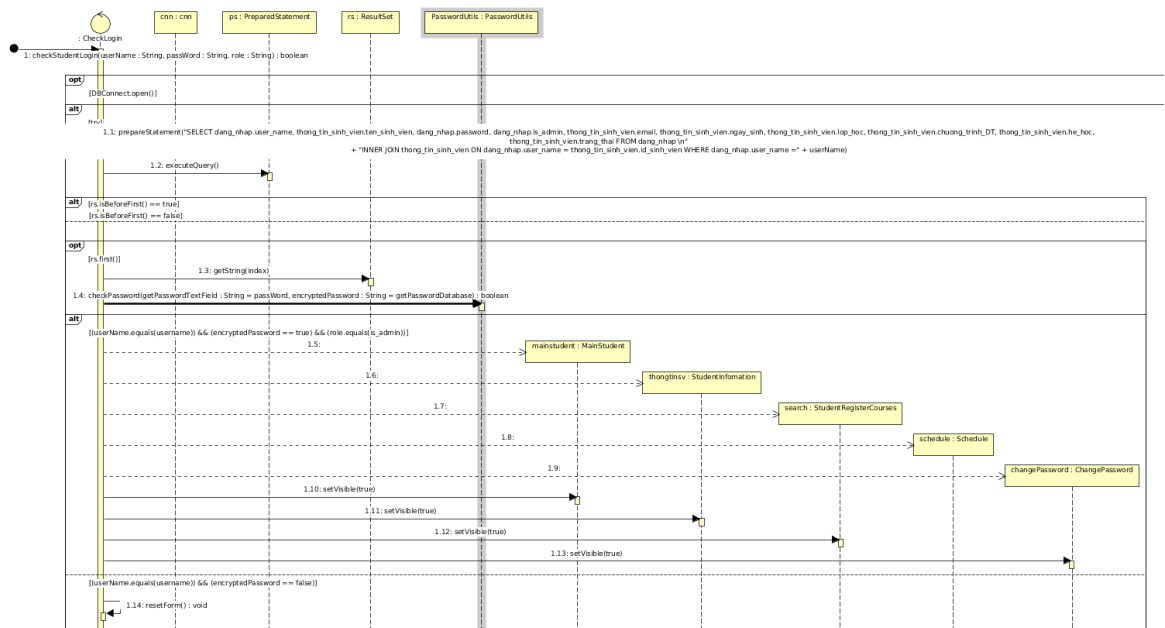 cnn : cnn
ps : PreparedStatement
rs : ResultSet
PasswordUtils : PasswordUtils
: CheckLogin
1: checkStudentLogin(userName : String, passWord : String, role : String) : boolean
opt
[DBConnect.open()]
alt
[try]
1.1: prepareStatement("SELECT dang_nhap.user_name, thong_tin_sinh_vien.ten_sinh_vien, dang_nhap.password, dang_nhap.is_admin, thong_tin_sinh_vien.email, thong_tin_sinh_vien.ngay_sinh, thong_tin_sinh_vien.lop_hoc, thong_tin_sinh_vien.chuong_trinh_DT, thong_tin_sinh_vien.he_hoc,
thong_tin_sinh_vien.trang_thai FROM dang_nhap \n"
+ "INNER JOIN thong_tin_sinh_vien ON dang_nhap.user_name = thong_tin_sinh_vien.id_sinh_vien WHERE dang_nhap.user_name =" + userName)
1.2: executeQuery()
alt
[rs.isBeforeFirst() == true]
[rs.isBeforeFirst() == false]
opt
[rs.first()]
1.3: getString(index)
1.4: checkPassword(getPasswordTextField : String = passWord, encryptedPassword : String = getPasswordDatabase) : boolean
alt
[(userName.equals(username)) && (encryptedPassword == true) && (role.equals(is_admin))]
1.5:
mainstudent : MainStudent
1.6:
thongtinsv : StudentInfomation
1.7:
search : StudentRegisterCourses
1.8:
schedule : Schedule
1.9:
changePassword : ChangePassword
1.10: setVisible(true)
1.11: setVisible(true)
1.12: setVisible(true)
1.13: setVisible(true)
[(userName.equals(username)) && (encryptedPassword == false)]
1.14: resetForm() : void